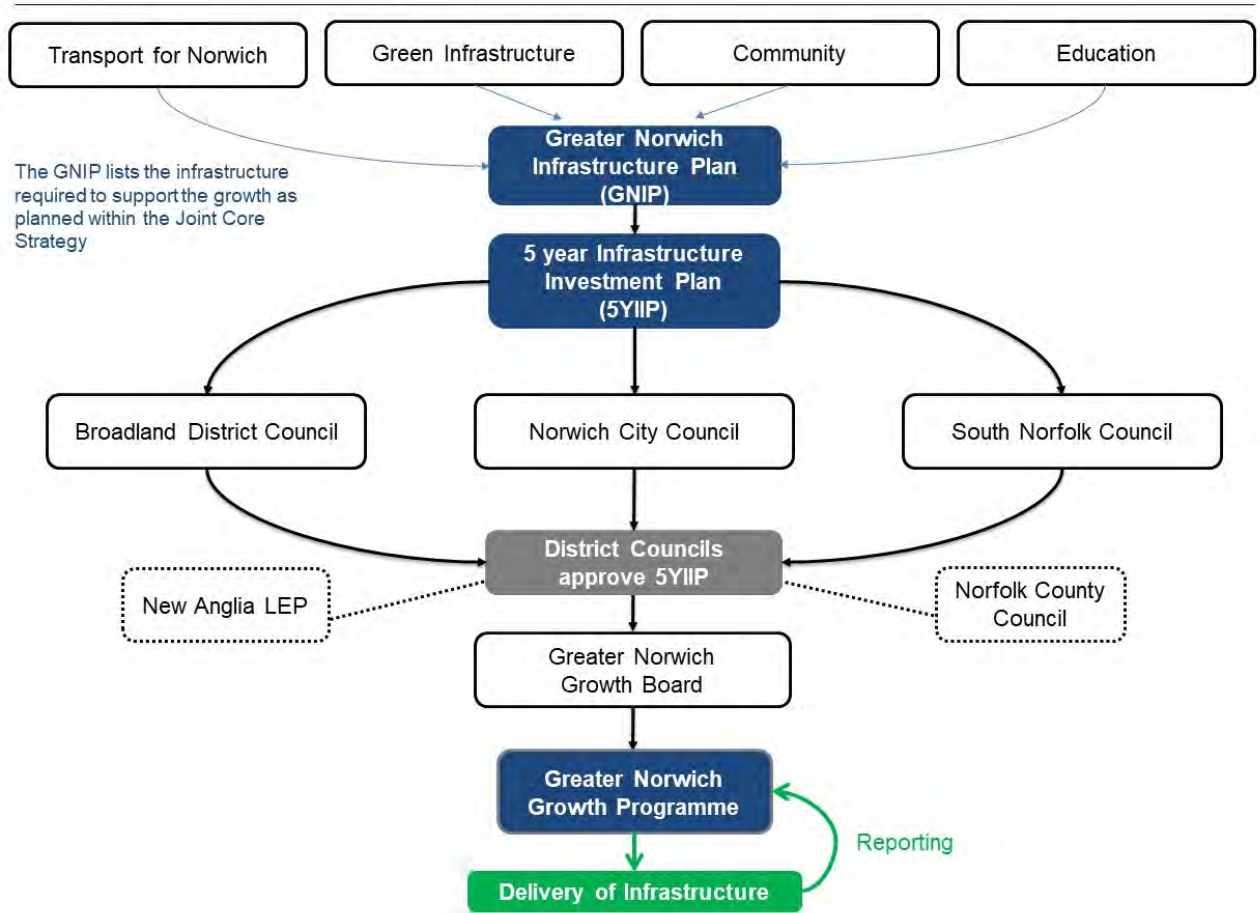 Transport for Norwich
Green Infrastructure
Community
Education
Greater Norwich
Infrastructure Plan
(GNIP)
The GNIP lists the infrastructure
required to support the growth as
planned within the Joint Core
Strategy
5 year Infrastructure
Investment Plan
(5YIIP)
Broadland District Council
Norwich City Council
South Norfolk Council
District Councils
approve 5YIIP
New Anglia LEP
Norfolk County
Council
Greater Norwich
Growth Board
Greater Norwich
Growth Programme
Reporting
Delivery of Infrastructure